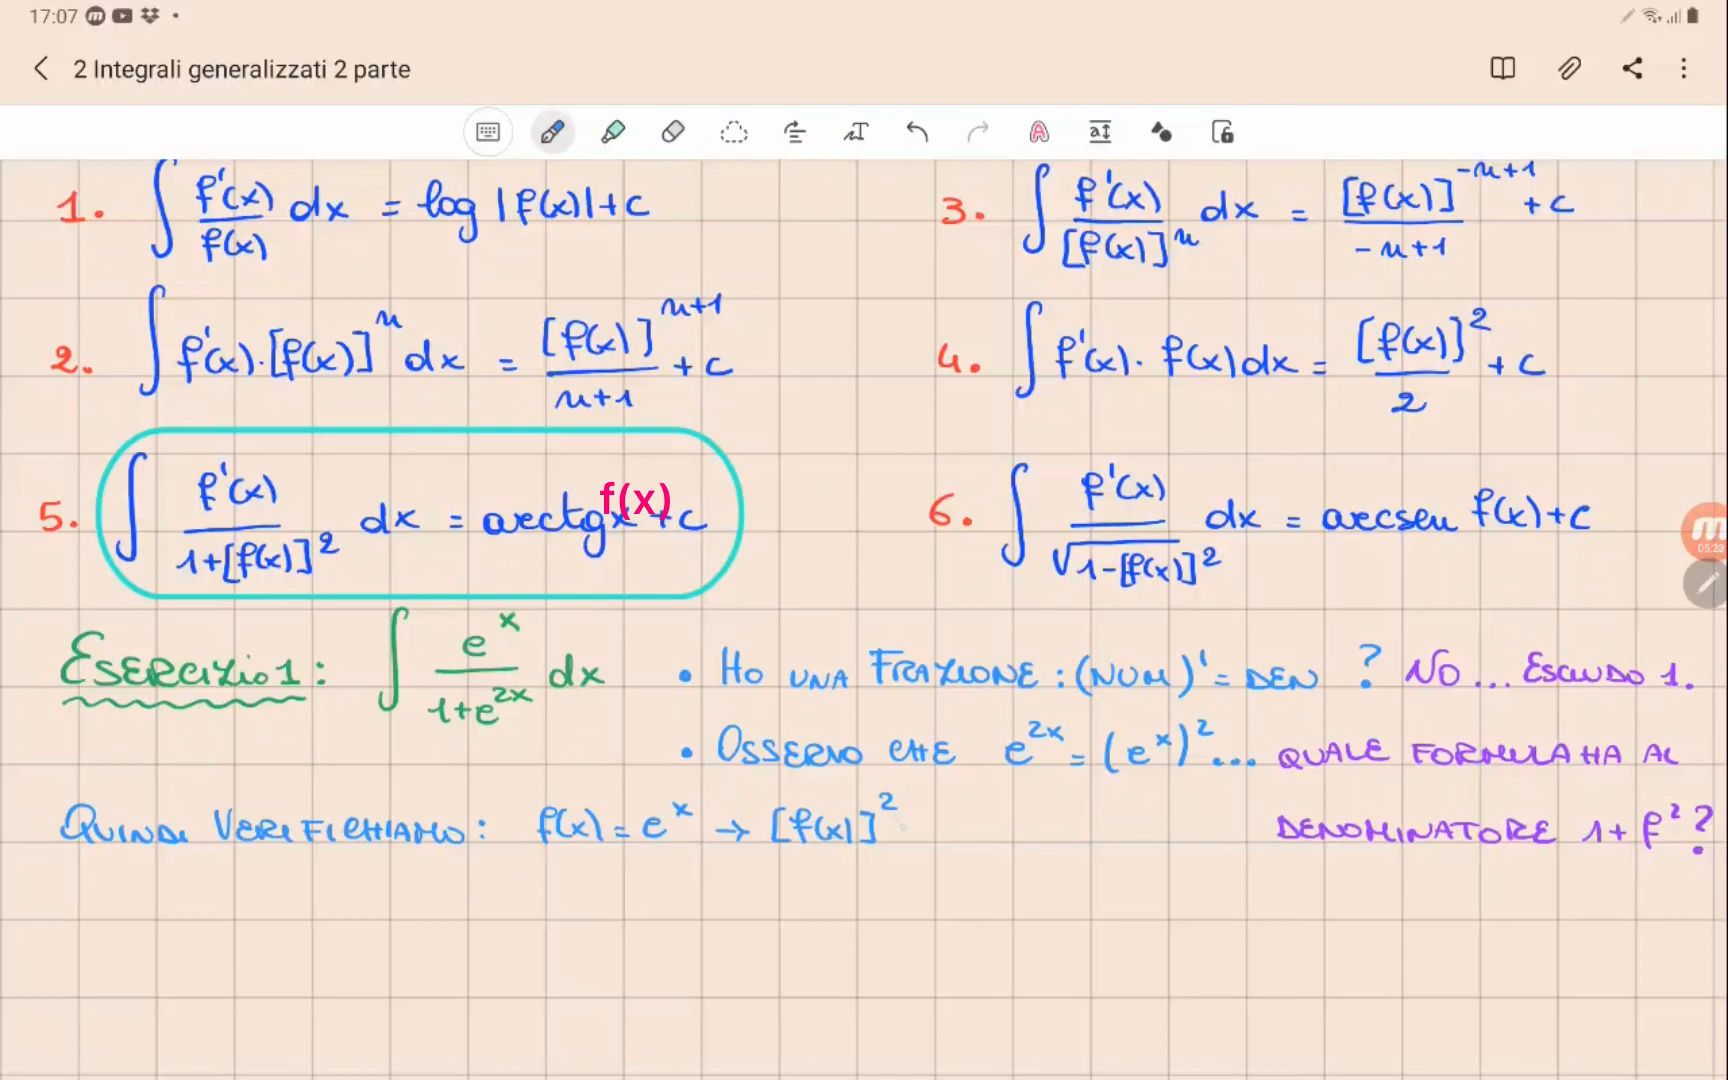 17:07
2 Integrali generalizzati 2 parte
1. ∫ f'(x)/f(x) dx = log |f(x)| + c
3. ∫ f'(x)/[f(x)]^n dx = [f(x)]^(-n+1)/(-n+1) + c
2. ∫ f'(x)·[f(x)]^n dx = [f(x)]^(n+1)/(n+1) + c
4. ∫ f'(x)·f(x) dx = [f(x)]²/2 + c
5. ∫ f'(x)/(1+[f(x)]²) dx = arctg x f(x) + c
6. ∫ f'(x)/√(1-[f(x)]²) dx = arcsen f(x) + c
ESERCIZIO 1: ∫ e^x/(1+e^(2x)) dx
• HO UNA FRAZIONE: (NUM)' = DEN ? NO... ESCLUDO 1.
• OSSERVO CHE e^(2x) = (e^x)² ... QUALE FORMULA HA AL
DENOMINATORE 1+f²?
QUINDI VERIFICHIAMO: f(x) = e^x → [f(x)]²
05:20